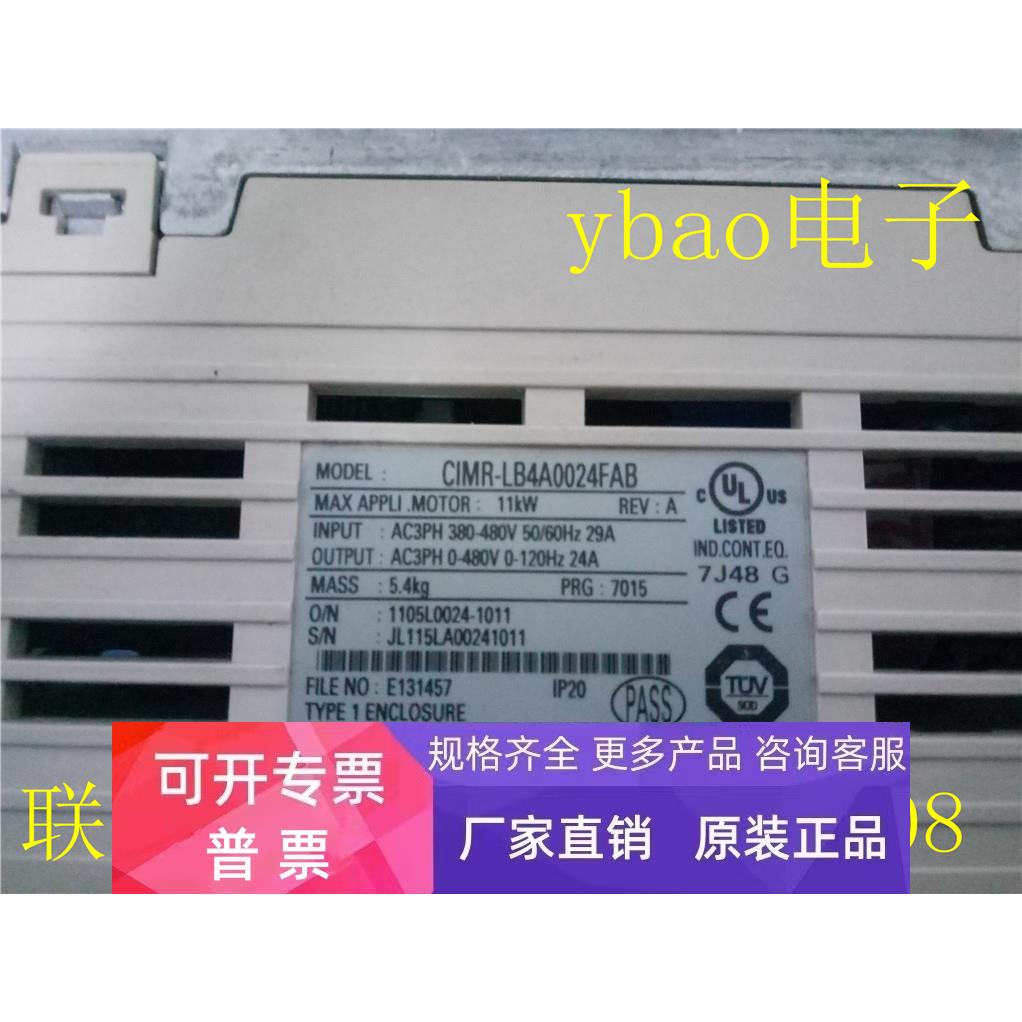 ybao电子
MODEL : CIMR-LB4A0024FAB
MAX APPLI .MOTOR : 11kW REV : A
INPUT : AC3PH 380-480V 50/60Hz 29A
OUTPUT : AC3PH 0-480V 0-120Hz 24A
MASS : 5.4kg PRG : 7015
O/N : 1105L0024-1011
S/N : JL115LA00241011
FILE NO : E131457 IP20 PASS
TYPE 1 ENCLOSURE
C UL US
LISTED
IND.CONT.EQ.
7J48 G
CE
TÜV
可开专票
普票
规格齐全 更多产品 咨询客服
厂家直销 原装正品
联
08